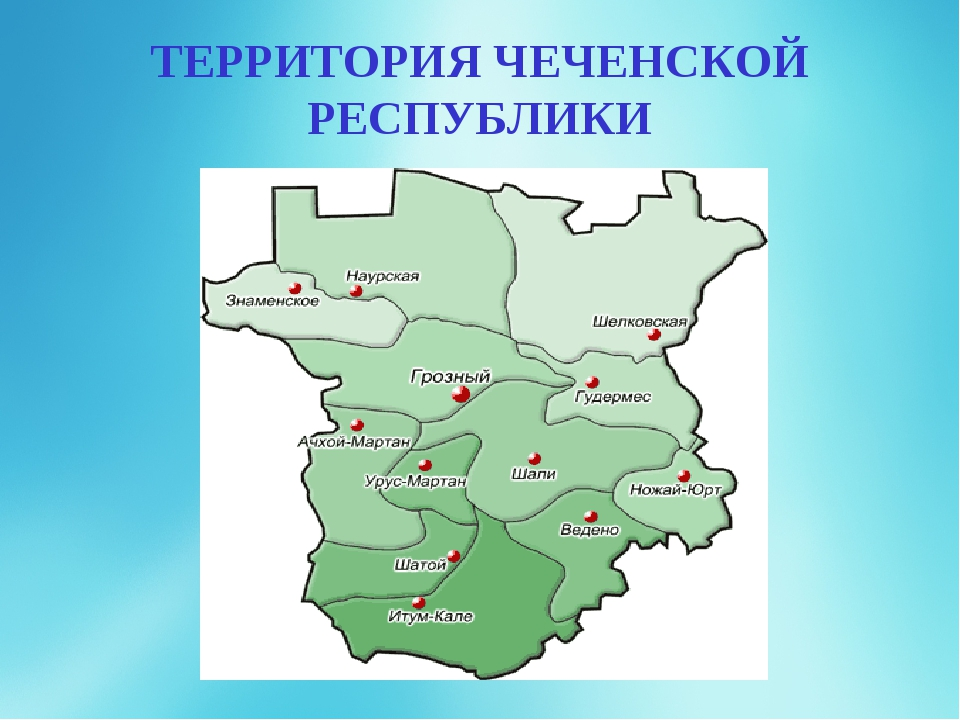 ТЕРРИТОРИЯ ЧЕЧЕНСКОЙ
РЕСПУБЛИКИ
Наурская
Знаменское
Шелковская
Грозный
Гудермес
Ачхой-Мартан
Урус-Мартан
Шали
Ножай-Юрт
Ведено
Шатой
Итум-Кале